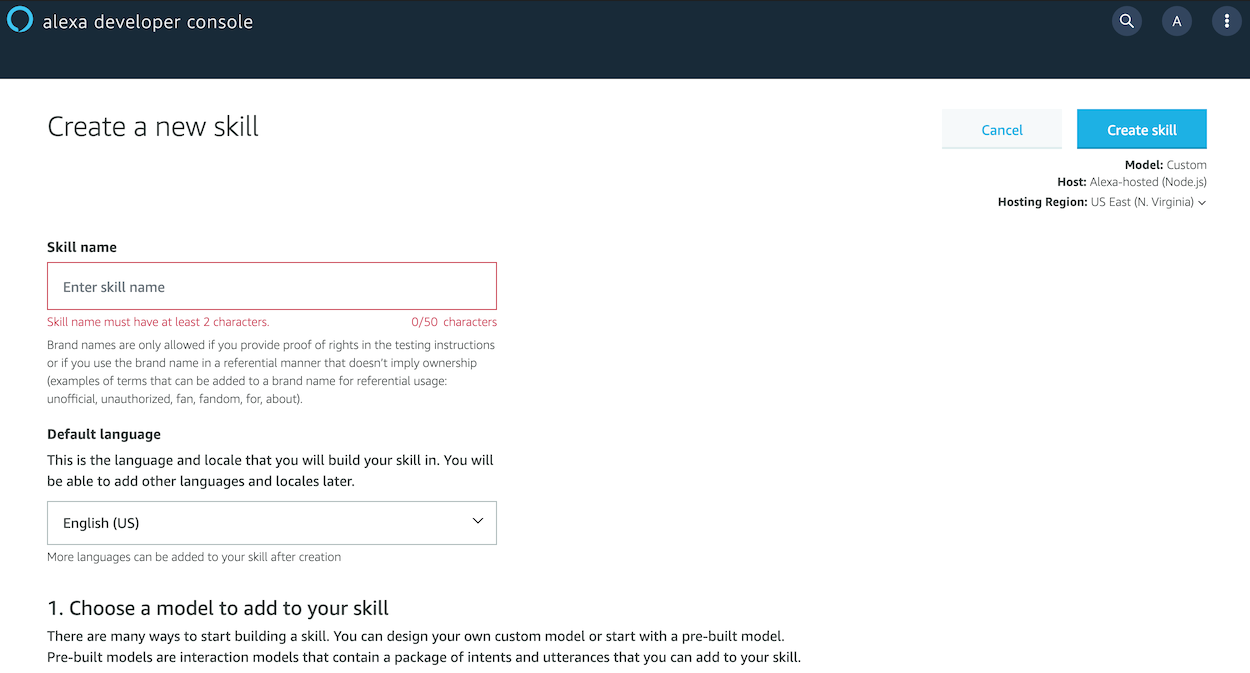 alexa developer console
A
Create a new skill
Cancel
Create skill
Model: Custom
Host: Alexa-hosted (Node.js)
Hosting Region: US East (N. Virginia)
Skill name
Enter skill name
Skill name must have at least 2 characters.
0/50 characters
Brand names are only allowed if you provide proof of rights in the testing instructions
or if you use the brand name in a referential manner that doesn't imply ownership
(examples of terms that can be added to a brand name for referential usage:
unofficial, unauthorized, fan, fandom, for, about).
Default language
This is the language and locale that you will build your skill in. You will
be able to add other languages and locales later.
English (US)
More languages can be added to your skill after creation
1. Choose a model to add to your skill
There are many ways to start building a skill. You can design your own custom model or start with a pre-built model.
Pre-built models are interaction models that contain a package of intents and utterances that you can add to your skill.